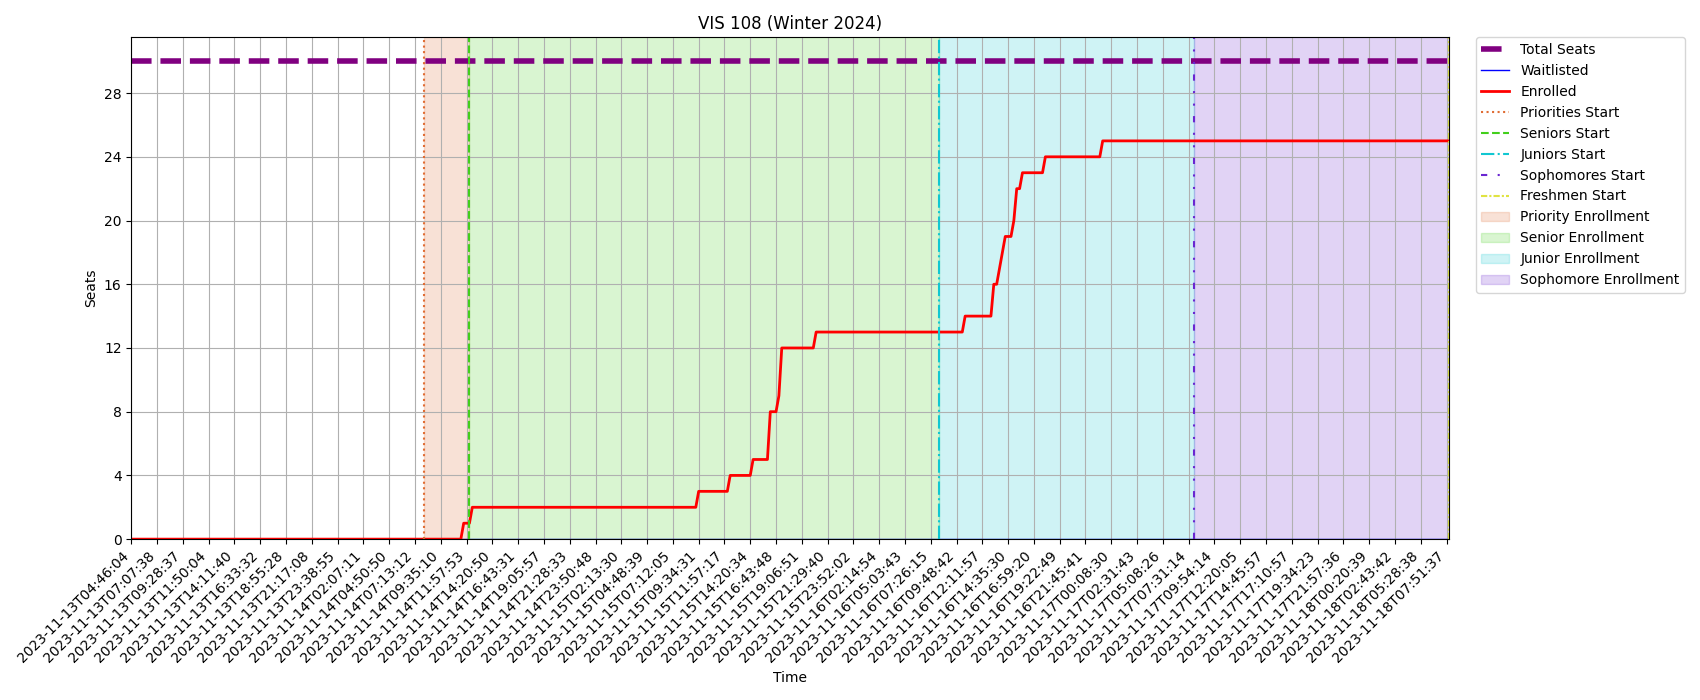 VIS 108 (Winter 2024)
Total Seats
Waitlisted
Enrolled
Priorities Start
Seniors Start
Juniors Start
Sophomores Start
Freshmen Start
Priority Enrollment
Senior Enrollment
Junior Enrollment
Sophomore Enrollment
Seats
28
24
20
16
12
8
4
0
2023-11-13T04:46:04
2023-11-13T07:07:38
2023-11-13T09:28:37
2023-11-13T11:50:04
2023-11-13T14:11:40
2023-11-13T16:33:32
2023-11-13T18:55:28
2023-11-13T21:17:08
2023-11-13T23:38:55
2023-11-14T02:07:11
2023-11-14T04:50:50
2023-11-14T07:13:12
2023-11-14T09:35:10
2023-11-14T11:57:53
2023-11-14T14:20:50
2023-11-14T16:43:31
2023-11-14T19:05:57
2023-11-14T21:28:33
2023-11-14T23:50:48
2023-11-15T02:13:30
2023-11-15T04:48:39
2023-11-15T07:12:05
2023-11-15T09:34:31
2023-11-15T11:57:17
2023-11-15T14:20:34
2023-11-15T16:43:48
2023-11-15T19:06:51
2023-11-15T21:29:40
2023-11-15T23:52:02
2023-11-16T02:14:54
2023-11-16T05:03:43
2023-11-16T07:26:15
2023-11-16T09:48:42
2023-11-16T12:11:57
2023-11-16T14:35:30
2023-11-16T16:59:20
2023-11-16T19:22:49
2023-11-16T21:45:41
2023-11-17T00:08:30
2023-11-17T02:31:43
2023-11-17T05:08:26
2023-11-17T07:31:14
2023-11-17T09:54:14
2023-11-17T12:20:05
2023-11-17T14:45:57
2023-11-17T17:10:57
2023-11-17T19:34:23
2023-11-17T21:57:36
2023-11-18T00:20:39
2023-11-18T02:43:42
2023-11-18T05:28:38
2023-11-18T07:51:37
Time